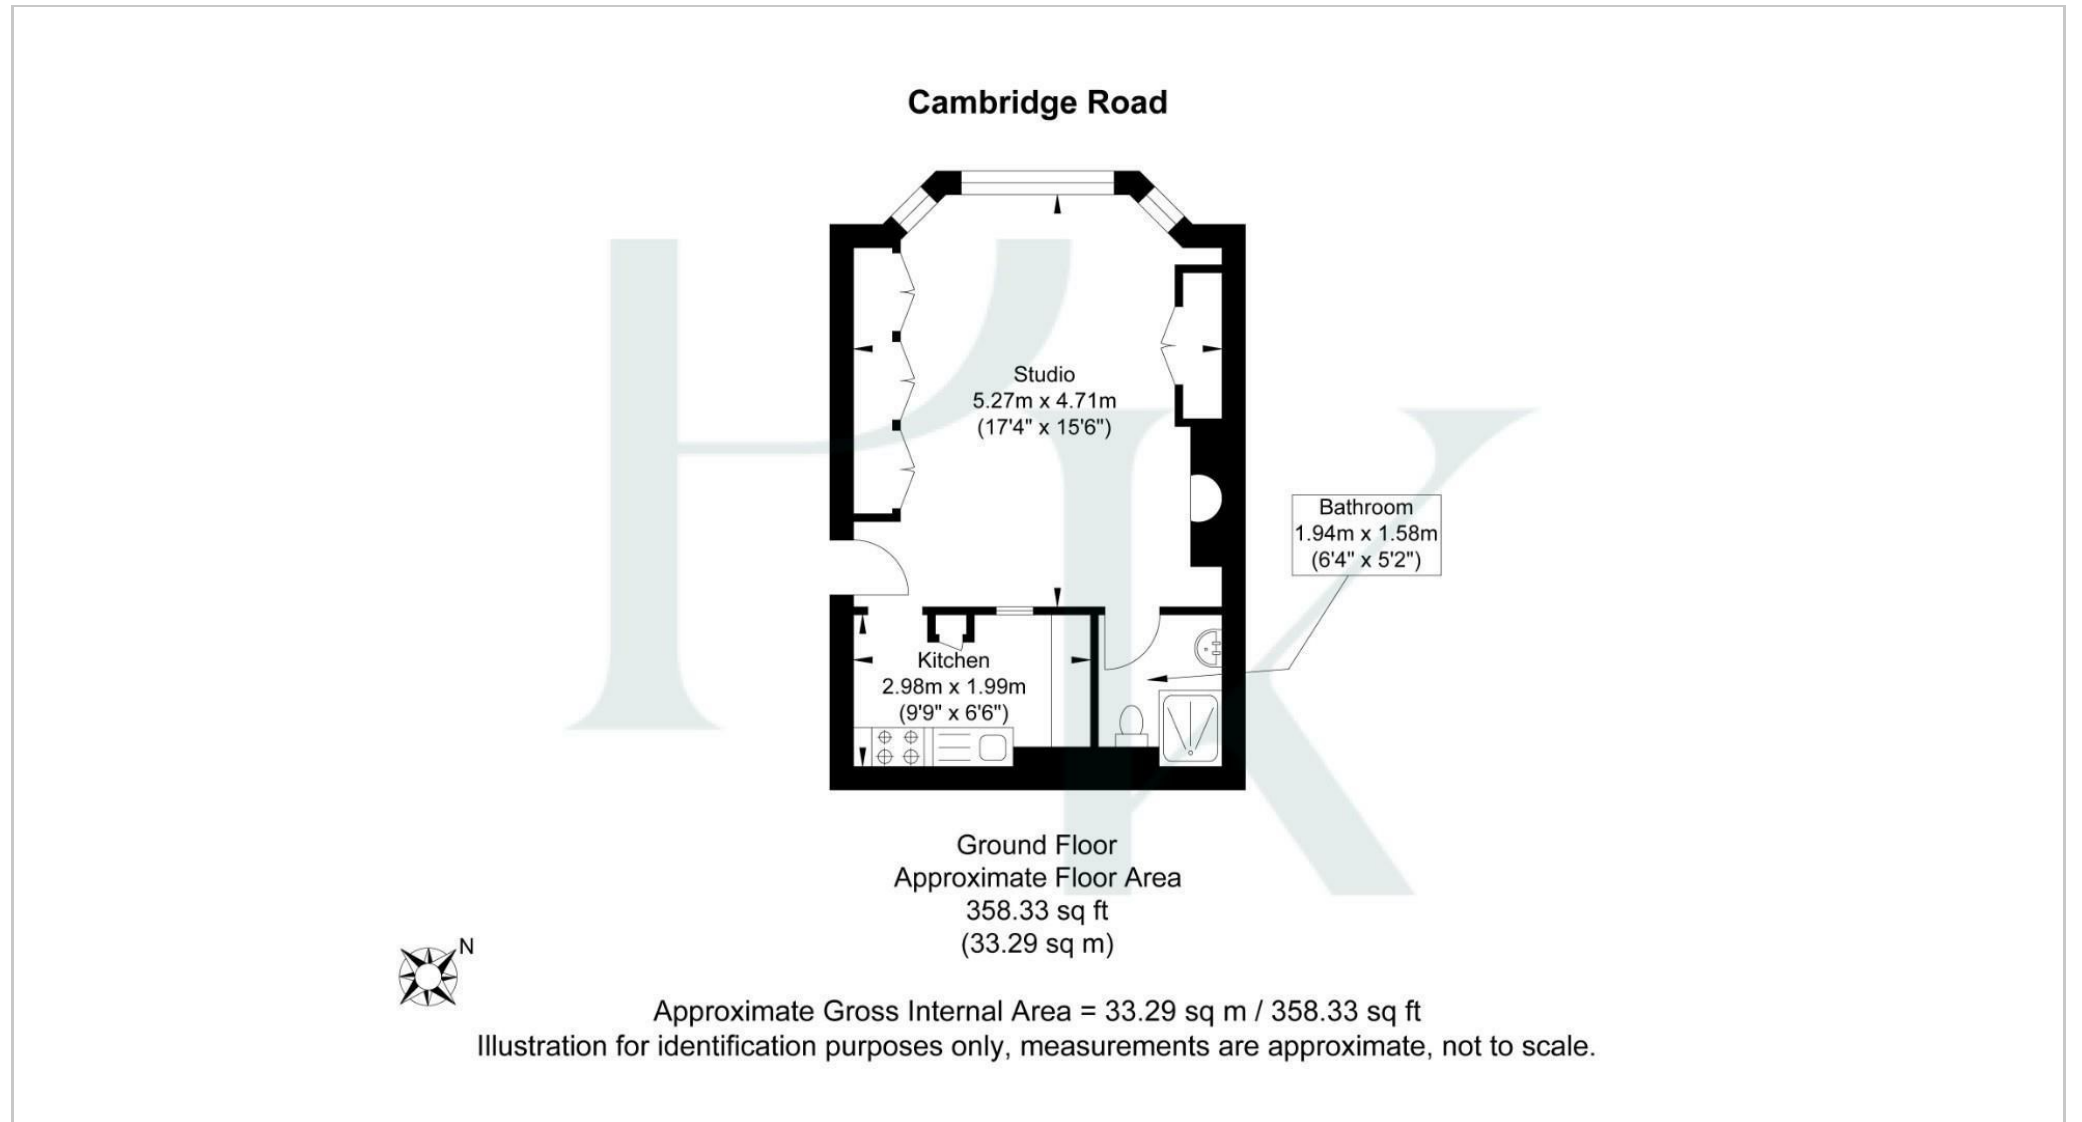 Cambridge Road
Studio
5.27m x 4.71m
(17'4" x 15'6")
Bathroom
1.94m x 1.58m
(6'4" x 5'2")
Kitchen
2.98m x 1.99m
(9'9" x 6'6")
Ground Floor
Approximate Floor Area
358.33 sq ft
(33.29 sq m)
N
Approximate Gross Internal Area = 33.29 sq m / 358.33 sq ft
Illustration for identification purposes only, measurements are approximate, not to scale.
PK